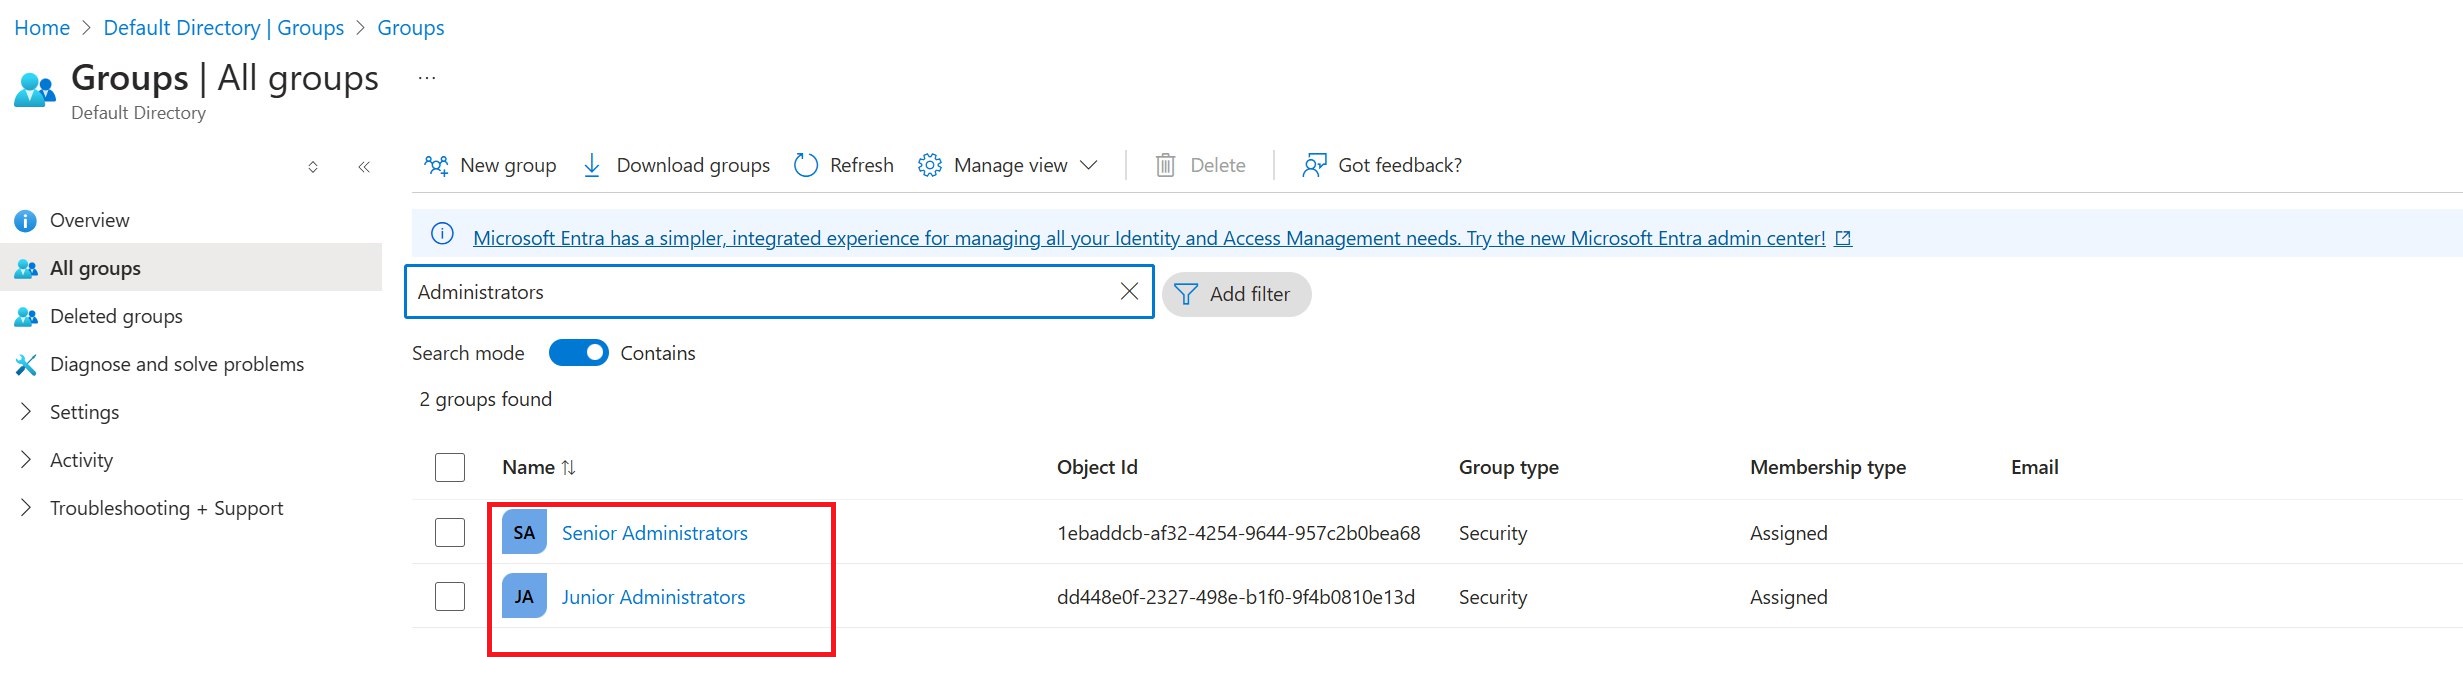 Home > Default Directory | Groups > Groups
Groups | All groups ...
Default Directory
New group Download groups Refresh Manage view Delete Got feedback?
Overview
All groups
Deleted groups
Diagnose and solve problems
Settings
Activity
Troubleshooting + Support
Microsoft Entra has a simpler, integrated experience for managing all your Identity and Access Management needs. Try the new Microsoft Entra admin center!
Administrators Add filter
Search mode Contains
2 groups found
Name Object Id Group type Membership type Email
SA Senior Administrators 1ebaddcb-af32-4254-9644-957c2b0bea68 Security Assigned
JA Junior Administrators dd448e0f-2327-498e-b1f0-9f4b0810e13d Security Assigned